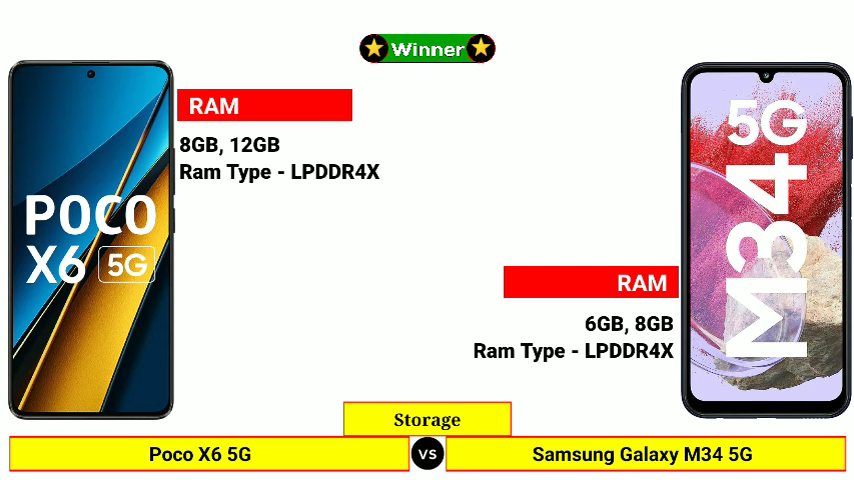 Winner
RAM
8GB, 12GB
Ram Type - LPDDR4X
POCO
X6 5G
5G
M34
RAM
6GB, 8GB
Ram Type - LPDDR4X
Storage
Poco X6 5G
VS
Samsung Galaxy M34 5G